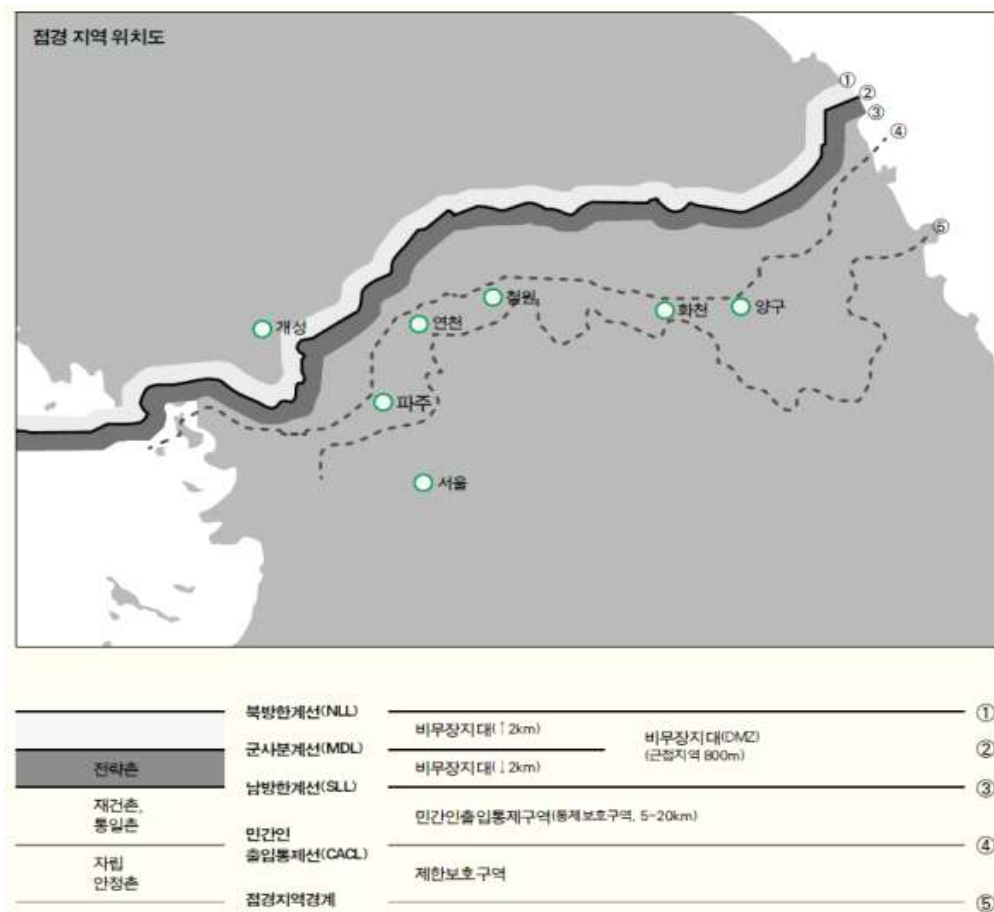 접경 지역 위치도
①
②
③
④
⑤
철원
개성
연천
화천
양구
파주
서울
북방한계선(NLL)
①
비무장지대(↑2km)
비무장지대(DMZ)
(근접지역 800m)
군사분계선(MDL)
②
전략촌
비무장지대(↓2km)
남방한계선(SLL)
③
재건촌,
통일촌
민간인출입통제구역(통제보호구역, 5-20km)
민간인
출입통제선(CACL)
④
자립
안정촌
제한보호구역
접경지역경계
⑤